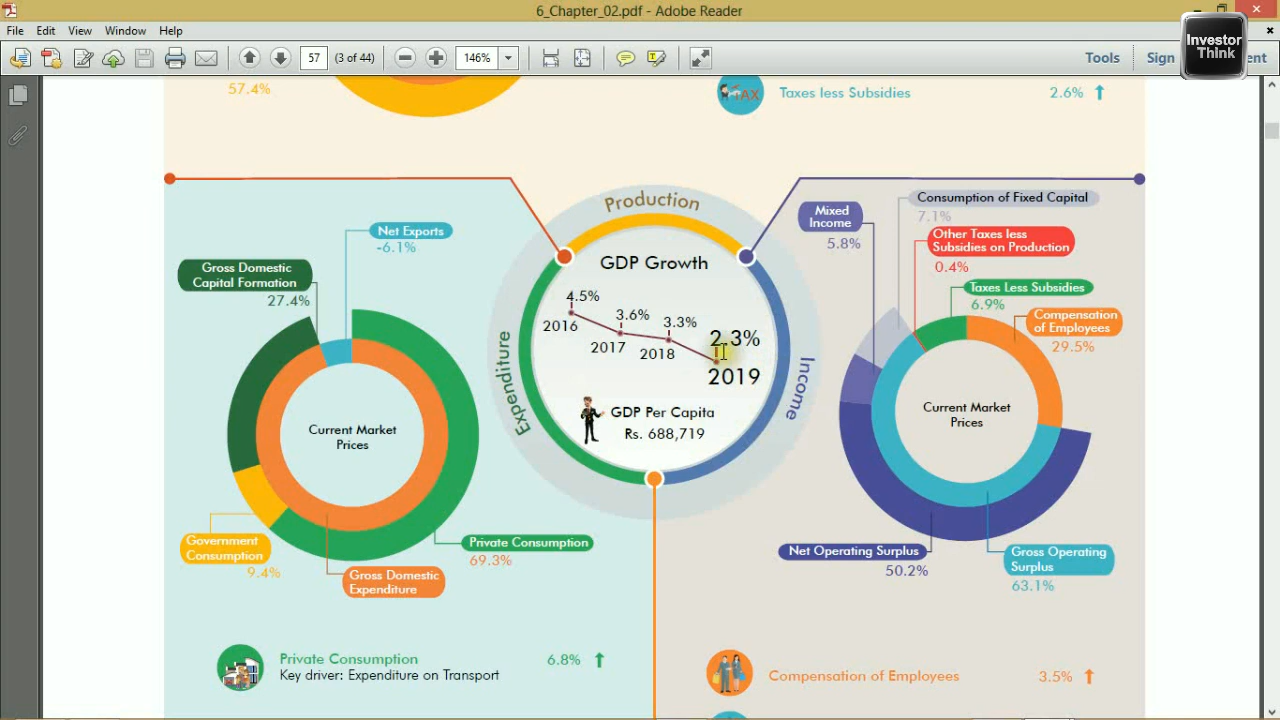 6_Chapter_02.pdf - Adobe Reader
File Edit View Window Help
57 (3 of 44) 146% Tools Sign ent
Investor
Think
57.4%
Taxes less Subsidies 2.6%
Production
Expenditure
Income
GDP Growth
4.5%
2016
3.6%
2017
3.3%
2018
2.3%
2019
GDP Per Capita
Rs. 688,719
Net Exports
-6.1%
Gross Domestic
Capital Formation
27.4%
Current Market
Prices
Government
Consumption
9.4%
Gross Domestic
Expenditure
Private Consumption
69.3%
Private Consumption 6.8%
Key driver: Expenditure on Transport
Consumption of Fixed Capital
7.1%
Mixed
Income
5.8%
Other Taxes less
Subsidies on Production
0.4%
Taxes Less Subsidies
6.9%
Compensation
of Employees
29.5%
Current Market
Prices
Net Operating Surplus
50.2%
Gross Operating
Surplus
63.1%
Compensation of Employees 3.5%